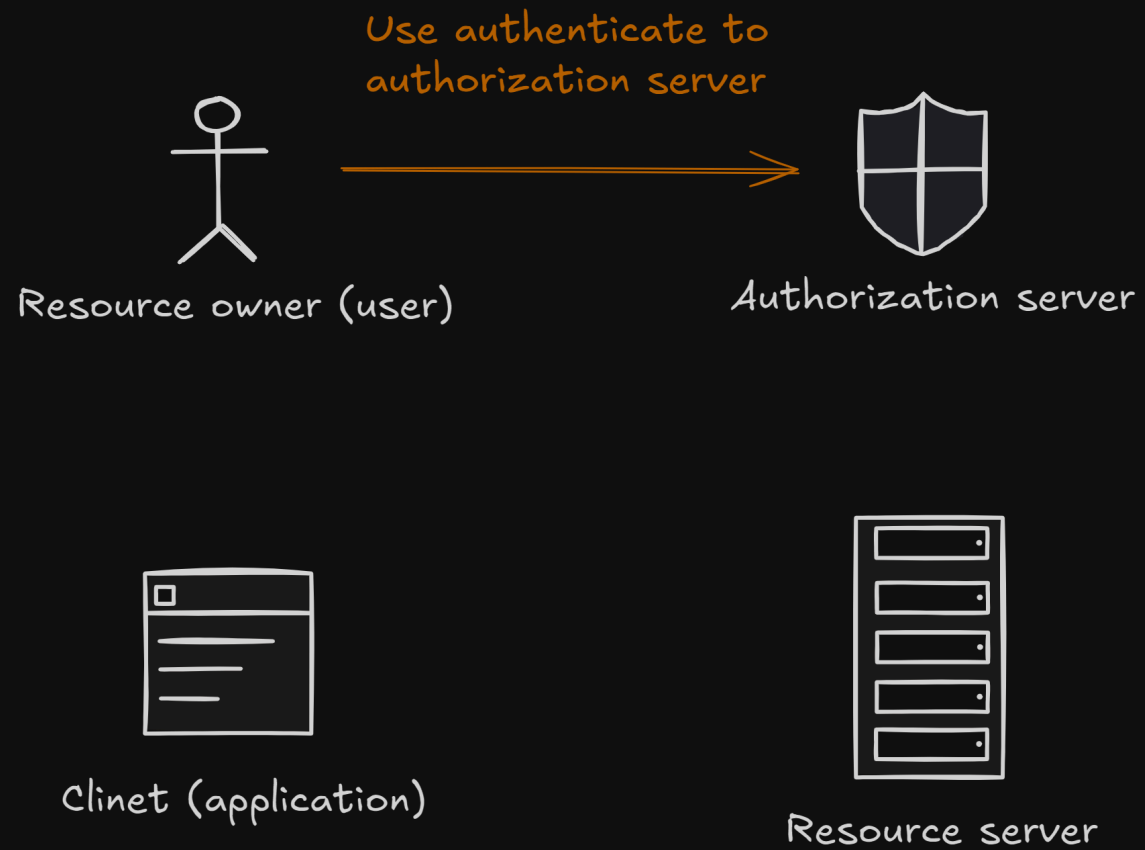 Use authenticate to
authorization server
Resource owner (user)
Authorization server
Clinet (application)
Resource server